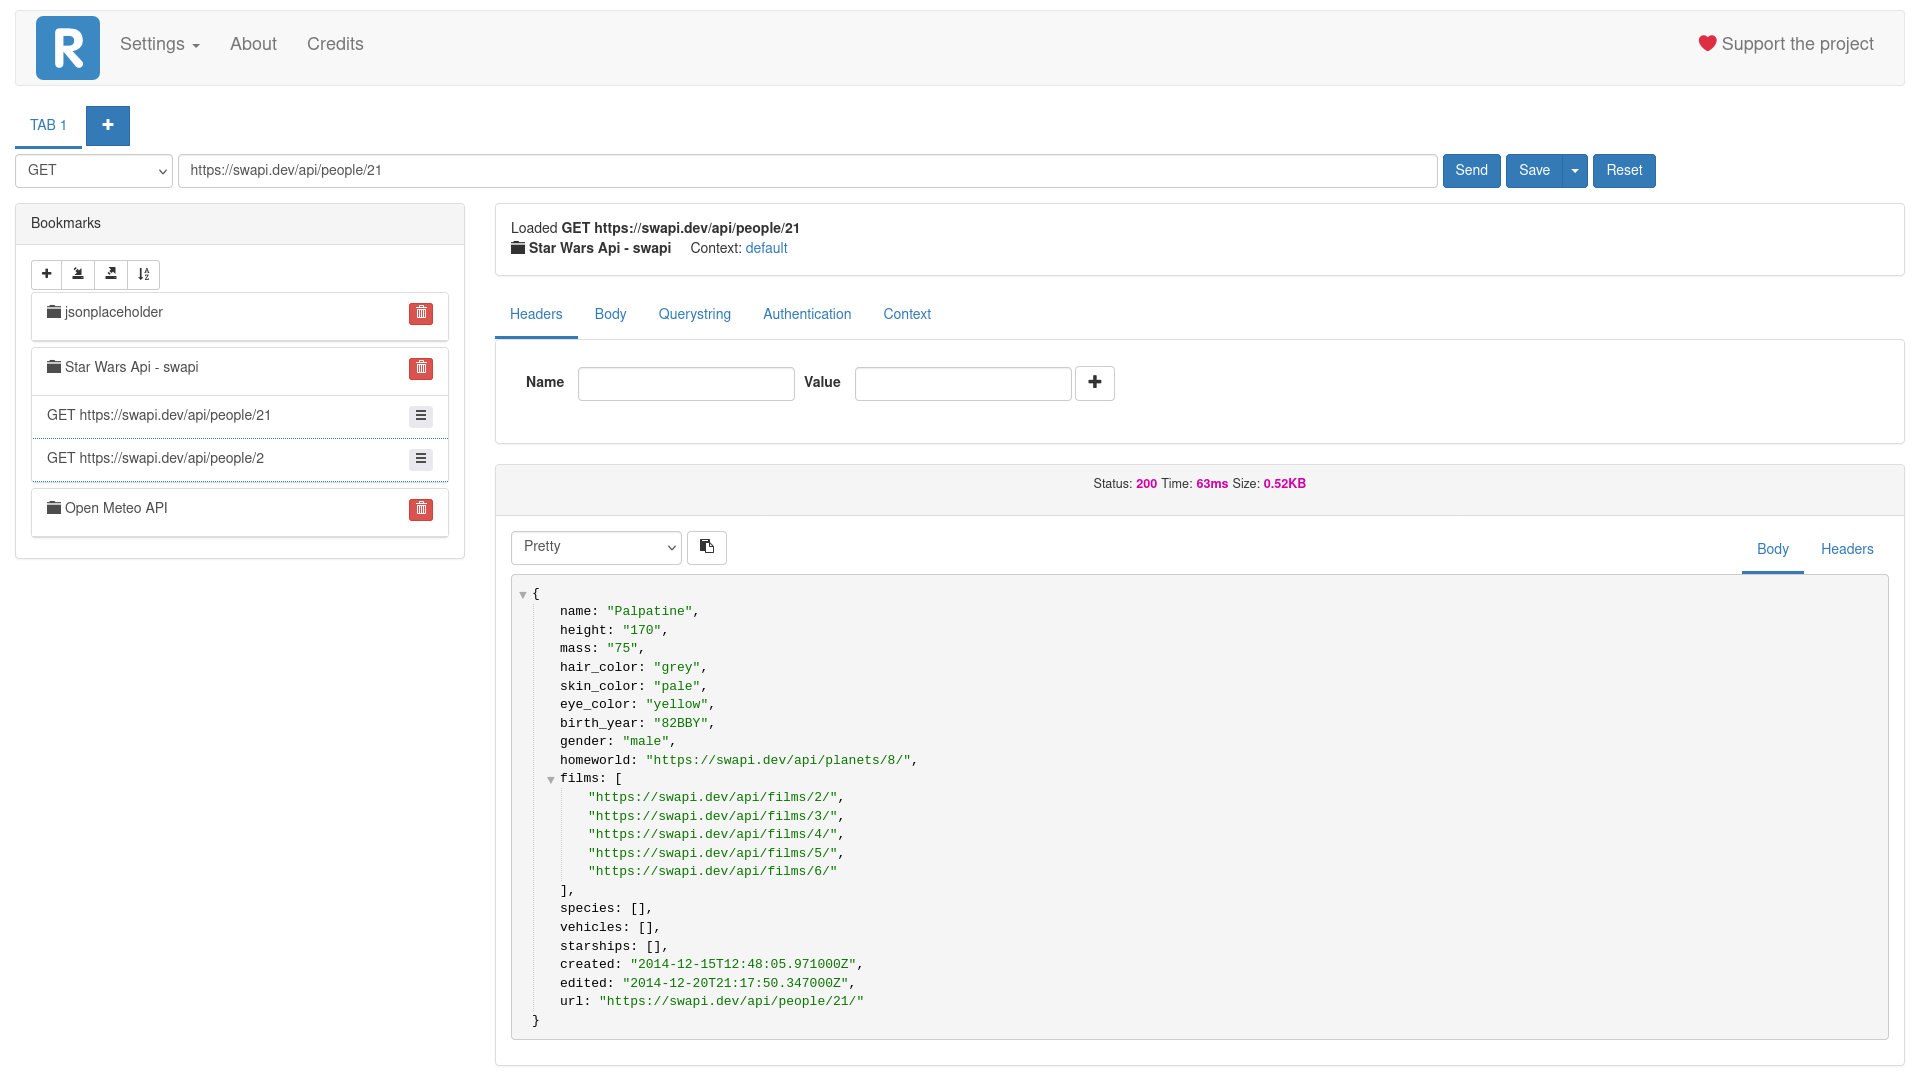 R Settings About Credits Support the project
TAB 1
GET https://swapi.dev/api/people/21 Send Save Reset
Bookmarks
jsonplaceholder
Star Wars Api - swapi
GET https://swapi.dev/api/people/21
GET https://swapi.dev/api/people/2
Open Meteo API
Loaded GET https://swapi.dev/api/people/21
Star Wars Api - swapi Context: default
Headers Body Querystring Authentication Context
Name Value
Status: 200 Time: 63ms Size: 0.52KB
Pretty Body Headers
{
name: "Palpatine",
height: "170",
mass: "75",
hair_color: "grey",
skin_color: "pale",
eye_color: "yellow",
birth_year: "82BBY",
gender: "male",
homeworld: "https://swapi.dev/api/planets/8/",
films: [
"https://swapi.dev/api/films/2/",
"https://swapi.dev/api/films/3/",
"https://swapi.dev/api/films/4/",
"https://swapi.dev/api/films/5/",
"https://swapi.dev/api/films/6/"
],
species: [],
vehicles: [],
starships: [],
created: "2014-12-15T12:48:05.971000Z",
edited: "2014-12-20T21:17:50.347000Z",
url: "https://swapi.dev/api/people/21/"
}